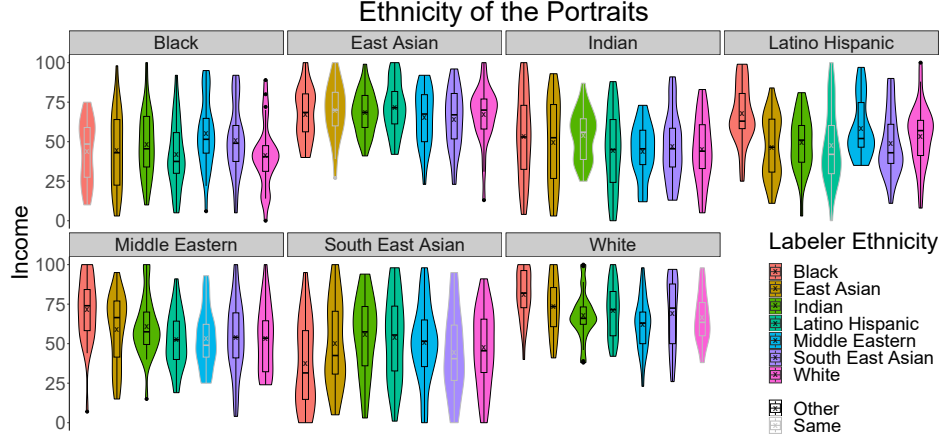 Ethnicity of the Portraits
Black
East Asian
Indian
Latino Hispanic
100
75
50
25
0
Income
Middle Eastern
South East Asian
White
100
75
50
25
0
Labeler Ethnicity
Black
East Asian
Indian
Latino Hispanic
Middle Eastern
South East Asian
White
Other
Same